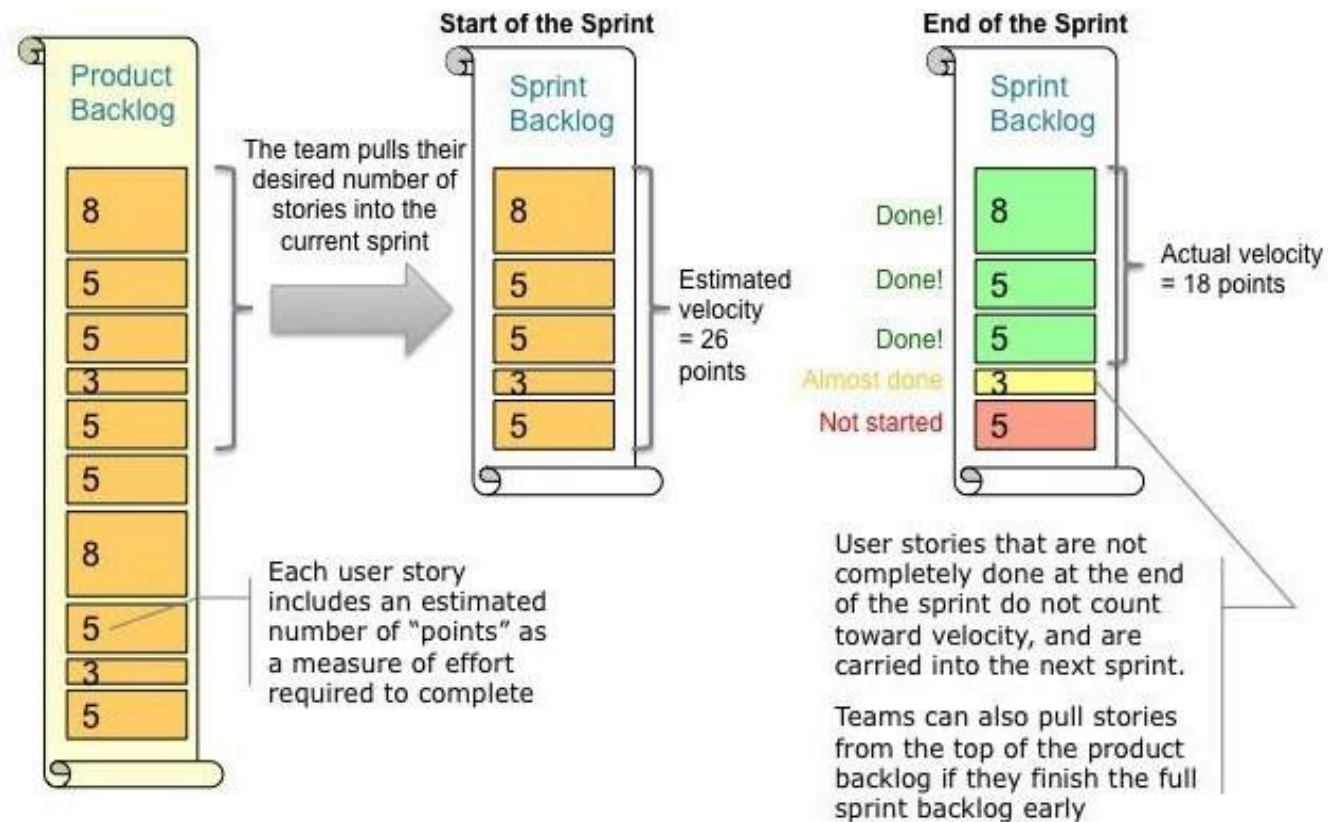 Start of the Sprint
End of the Sprint
Product
Backlog
8
5
5
3
5
5
8
5
3
5
The team pulls their
desired number of
stories into the
current sprint
Each user story
includes an estimated
number of “points” as
a measure of effort
required to complete
Sprint
Backlog
8
5
5
3
5
Estimated
velocity
= 26
points
Sprint
Backlog
Done!
8
Done!
5
Done!
5
Almost done
3
Not started
5
Actual velocity
= 18 points
User stories that are not
completely done at the end
of the sprint do not count
toward velocity, and are
carried into the next sprint.
Teams can also pull stories
from the top of the product
backlog if they finish the full
sprint backlog early